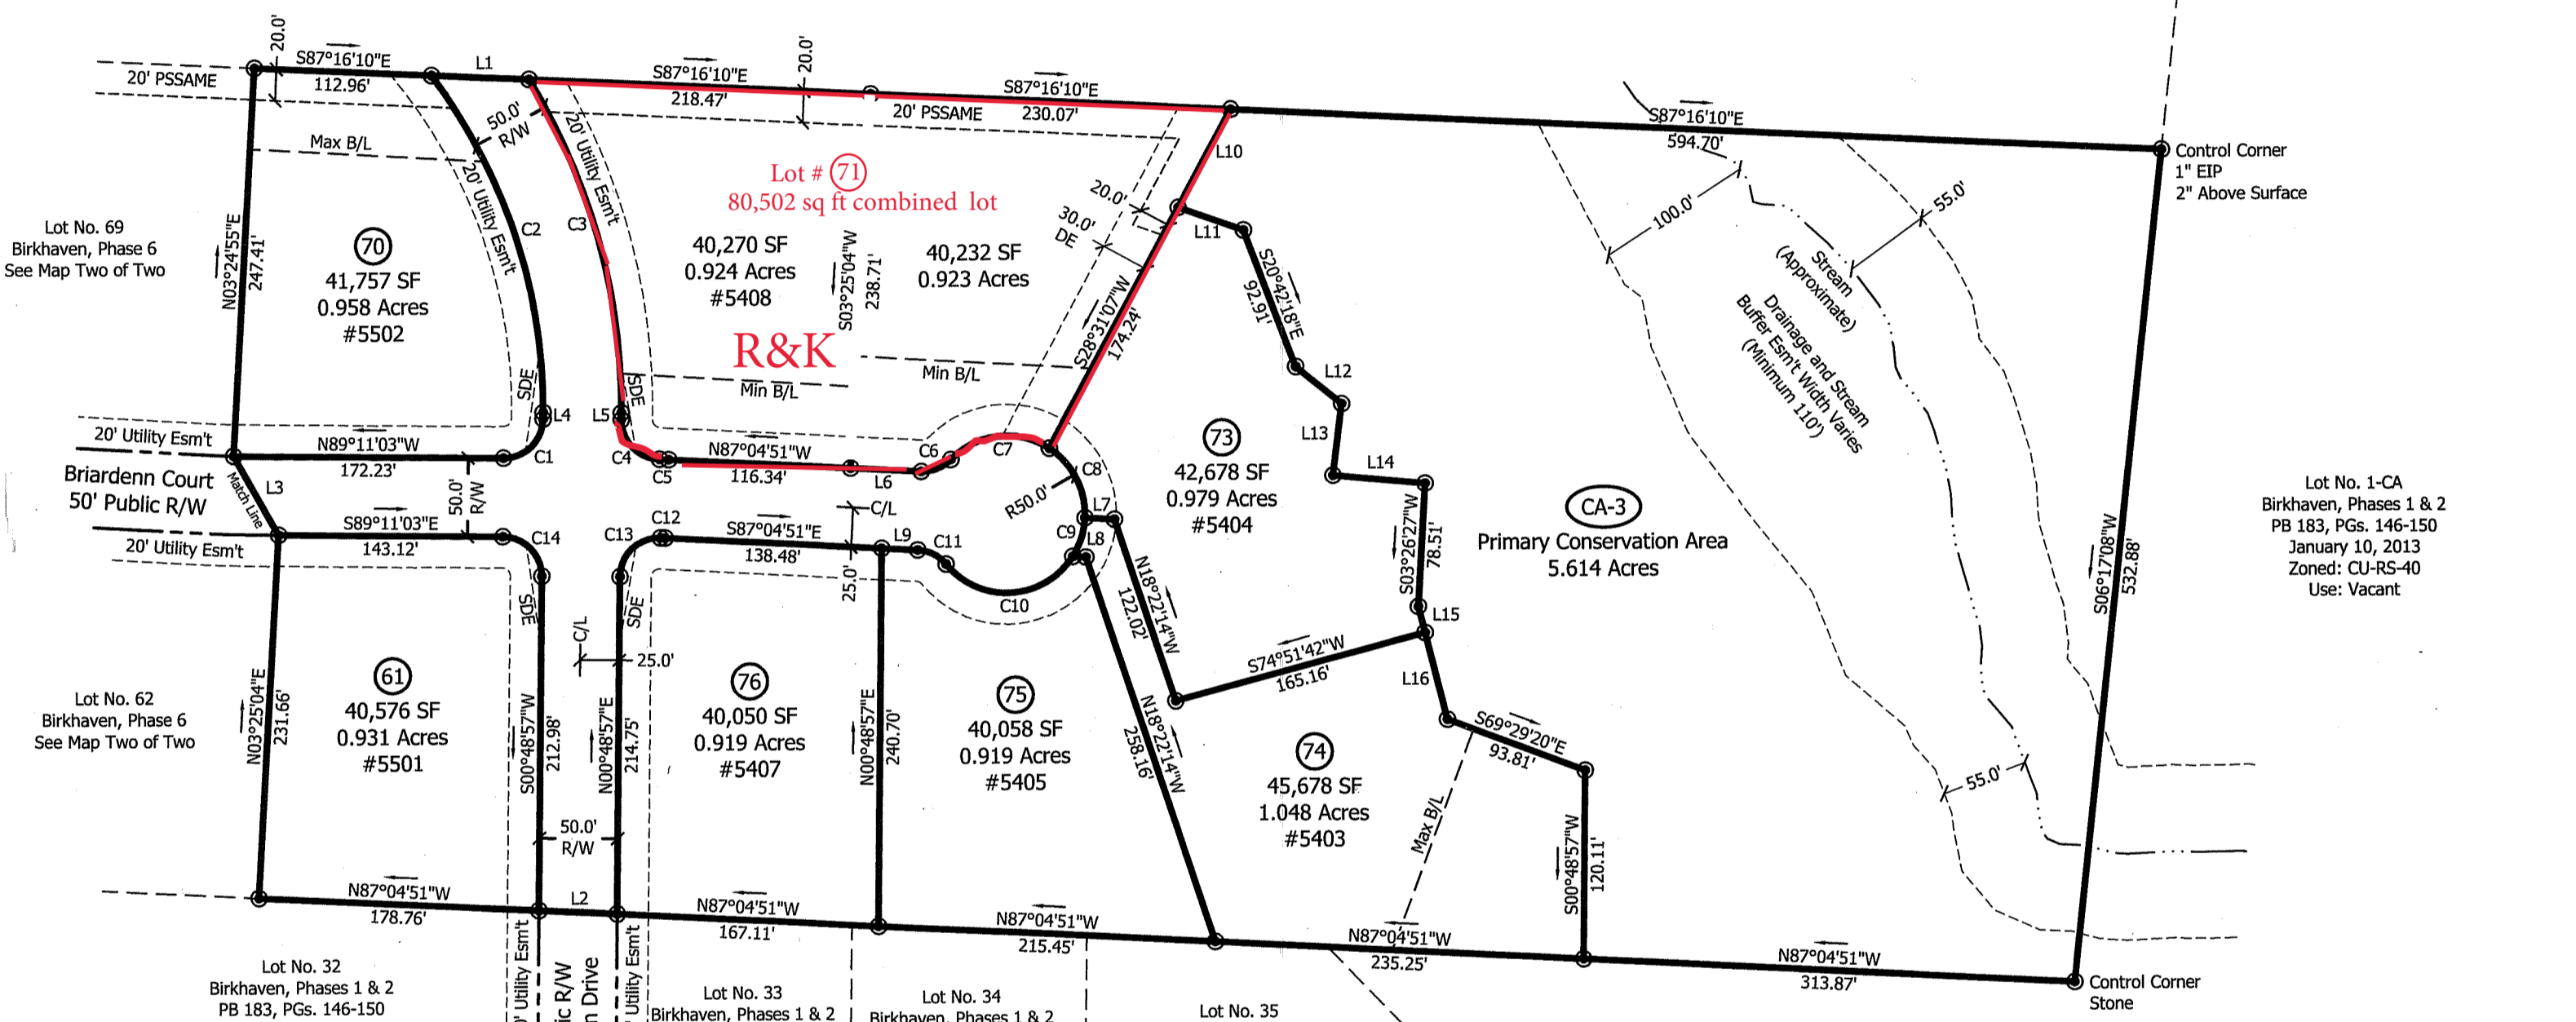 20.0'
S87°16'10"E
112.96'
L1
20' PSSAME
S87°16'10"E
218.47'
20.0'
S87°16'10"E
230.07'
20' PSSAME
S87°16'10"E
594.70'
Control Corner
1" EIP
2" Above Surface
50.0'
R/W
Max B/L
20' Utility Esm't
20' Utility Esm't
C2
C3
Lot # 71
80,502 sq ft combined lot
L10
20.0'
30.0'
DE
L11
100.0'
55.0'
Stream
(Approximate)
Drainage and Stream
Buffer Esm't Width Varies
(Minimum 110')
Lot No. 69
Birkhaven, Phase 6
See Map Two of Two
N03°24'55"E
247.41'
70
41,757 SF
0.958 Acres
#5502
40,270 SF
0.924 Acres
#5408
S03°25'04"W
238.71'
40,232 SF
0.923 Acres
S28°31'07"W
174.24'
S20°42'18"E
92.91'
R&K
Min B/L
Min B/L
SDE
SDE
L4
L5
L12
L13
L14
20' Utility Esm't
N89°11'03"W
172.23'
C1
C4
C5
N87°04'51"W
116.34'
L6
C6
C7
C8
R50.0'
73
42,678 SF
0.979 Acres
#5404
Briardenn Court
50' Public R/W
Match Line
L3
50.0'
R/W
S89°11'03"E
143.12'
20' Utility Esm't
C14
C13
C12
S87°04'51"E
138.48'
C/L
25.0'
L9
C11
C10
C9
L7
L8
S03°26'27"W
78.51'
CA-3
Primary Conservation Area
5.614 Acres
S06°17'08"W
532.88'
Lot No. 1-CA
Birkhaven, Phases 1 & 2
PB 183, PGs. 146-150
January 10, 2013
Zoned: CU-RS-40
Use: Vacant
L15
SDE
SDE
C/L
25.0'
N18°22'14"W
122.02'
S74°51'42"W
165.16'
L16
Lot No. 62
Birkhaven, Phase 6
See Map Two of Two
N03°25'04"E
231.66'
61
40,576 SF
0.931 Acres
#5501
S00°48'57"W
212.98'
N00°48'57"E
214.75'
76
40,050 SF
0.919 Acres
#5407
N00°48'57"E
240.70'
75
40,058 SF
0.919 Acres
#5405
N18°22'14"W
258.16'
74
45,678 SF
1.048 Acres
#5403
S69°29'20"E
93.81'
Max B/L
S00°48'57"W
120.11'
55.0'
50.0'
R/W
N87°04'51"W
178.76'
L2
N87°04'51"W
167.11'
N87°04'51"W
215.45'
N87°04'51"W
235.25'
N87°04'51"W
313.87'
Control Corner
Stone
Lot No. 32
Birkhaven, Phases 1 & 2
PB 183, PGs. 146-150
Utility Esm't
R/W
Drive
Utility Esm't
Lot No. 33
Birkhaven, Phases 1 & 2
Lot No. 34
Birkhaven, Phases 1 & 2
Lot No. 35